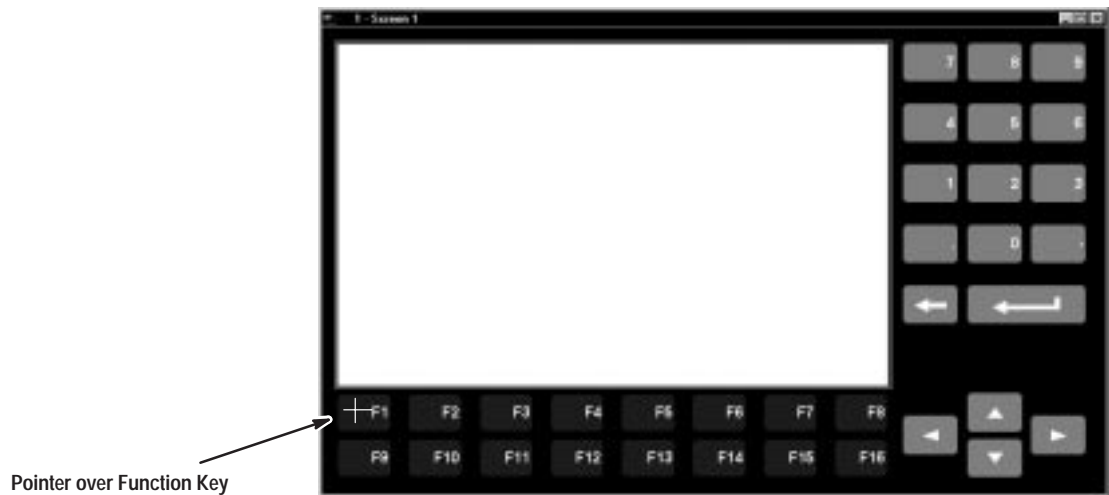 1 - Screen 1
7 8 9
4 5 6
1 2 3
. 0 -
F1 F2 F3 F4 F5 F6 F7 F8
F9 F10 F11 F12 F13 F14 F15 F16
Pointer over Function Key